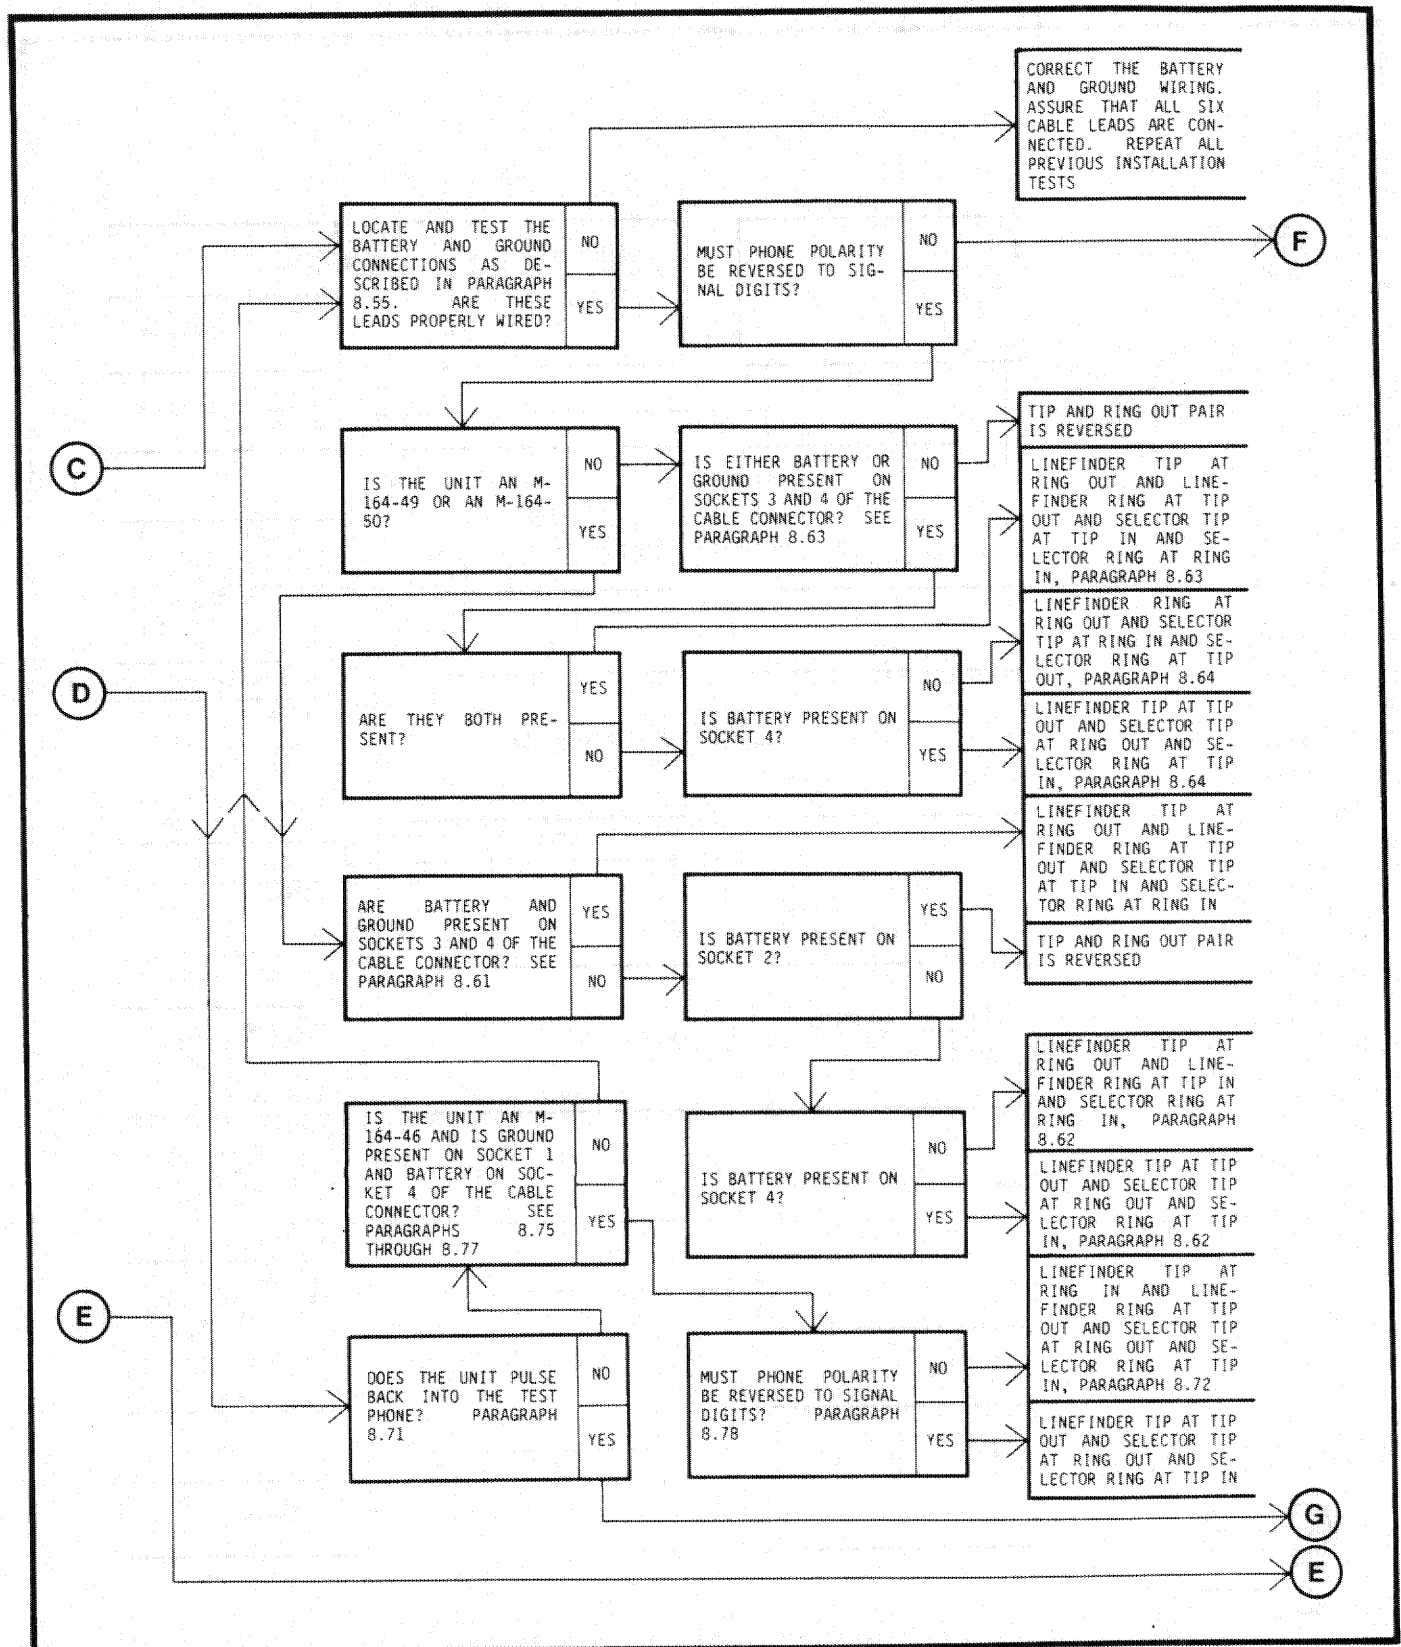 CORRECT THE BATTERY
AND GROUND WIRING.
ASSURE THAT ALL SIX
CABLE LEADS ARE CON-
NECTED. REPEAT ALL
PREVIOUS INSTALLATION
TESTS
LOCATE AND TEST THE
BATTERY AND GROUND
CONNECTIONS AS DE-
SCRIBED IN PARAGRAPH
8.55. ARE THESE
LEADS PROPERLY WIRED?
NO
YES
MUST PHONE POLARITY
BE REVERSED TO SIG-
NAL DIGITS?
NO
YES
F
C
IS THE UNIT AN M-
164-49 OR AN M-164-
50?
NO
YES
IS EITHER BATTERY OR
GROUND PRESENT ON
SOCKETS 3 AND 4 OF THE
CABLE CONNECTOR? SEE
PARAGRAPH 8.63
NO
YES
TIP AND RING OUT PAIR
IS REVERSED
LINEFINDER TIP AT
RING OUT AND LINE-
FINDER RING AT TIP
OUT AND SELECTOR TIP
AT TIP IN AND SE-
LECTOR RING AT RING
IN, PARAGRAPH 8.63
D
ARE THEY BOTH PRE-
SENT?
YES
NO
IS BATTERY PRESENT ON
SOCKET 4?
NO
YES
LINEFINDER RING AT
RING OUT AND SELECTOR
TIP AT RING IN AND SE-
LECTOR RING AT TIP
OUT, PARAGRAPH 8.64
LINEFINDER TIP AT TIP
OUT AND SELECTOR TIP
AT RING OUT AND SE-
LECTOR RING AT TIP
IN, PARAGRAPH 8.64
ARE BATTERY AND
GROUND PRESENT ON
SOCKETS 3 AND 4 OF THE
CABLE CONNECTOR? SEE
PARAGRAPH 8.61
YES
NO
IS BATTERY PRESENT ON
SOCKET 2?
YES
NO
LINEFINDER TIP AT
RING OUT AND LINE-
FINDER RING AT TIP
OUT AND SELECTOR TIP
AT TIP IN AND SELEC-
TOR RING AT RING IN
TIP AND RING OUT PAIR
IS REVERSED
IS THE UNIT AN M-
164-46 AND IS GROUND
PRESENT ON SOCKET 1
AND BATTERY ON SOC-
KET 4 OF THE CABLE
CONNECTOR? SEE
PARAGRAPHS 8.75
THROUGH 8.77
NO
YES
IS BATTERY PRESENT ON
SOCKET 4?
NO
YES
LINEFINDER TIP AT
RING OUT AND LINE-
FINDER RING AT TIP IN
AND SELECTOR RING AT
RING IN, PARAGRAPH
8.62
LINEFINDER TIP AT TIP
OUT AND SELECTOR TIP
AT RING OUT AND SE-
LECTOR RING AT TIP
IN, PARAGRAPH 8.62
E
DOES THE UNIT PULSE
BACK INTO THE TEST
PHONE? PARAGRAPH
8.71
NO
YES
MUST PHONE POLARITY
BE REVERSED TO SIGNAL
DIGITS? PARAGRAPH
8.78
NO
YES
LINEFINDER TIP AT
RING IN AND LINE-
FINDER RING AT TIP
OUT AND SELECTOR TIP
AT RING OUT AND SE-
LECTOR RING AT TIP
IN, PARAGRAPH 8.72
LINEFINDER TIP AT TIP
OUT AND SELECTOR TIP
AT RING OUT AND SE-
LECTOR RING AT TIP IN
G
E